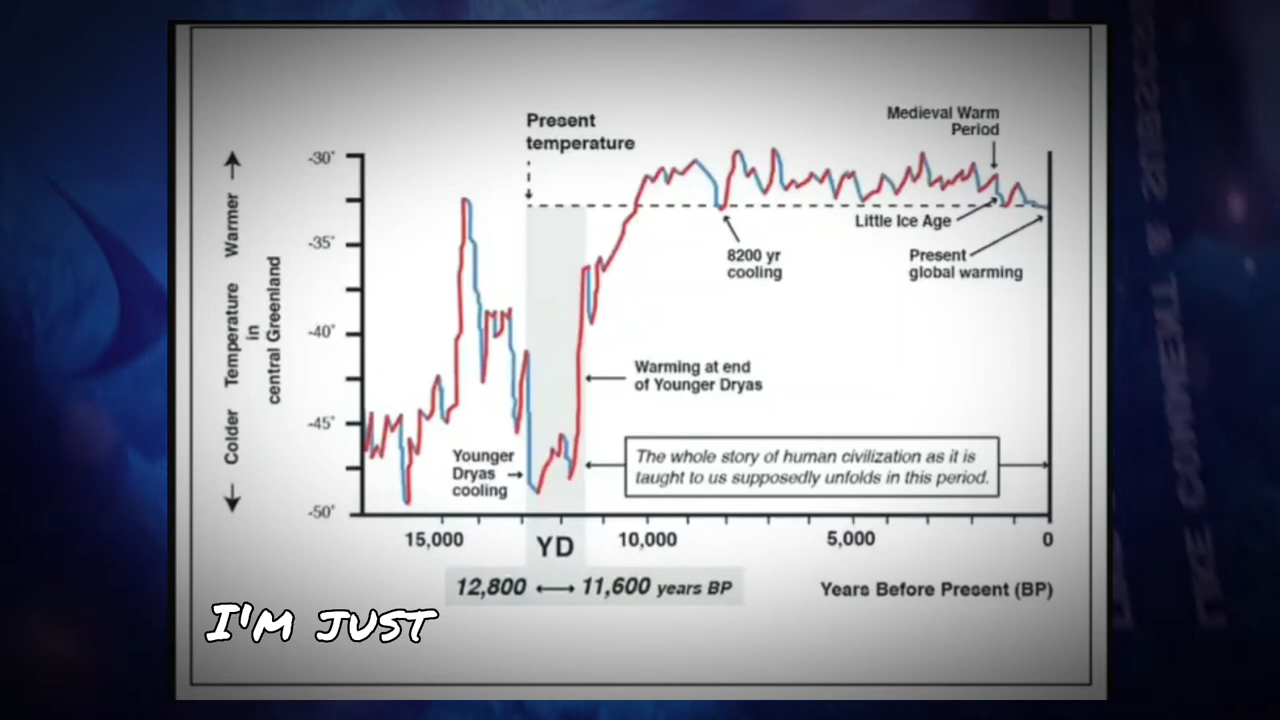 Present
temperature
Medieval Warm
Period
-30°
-35°
-40°
-45°
-50°
Colder Temperature Warmer
in
central Greenland
8200 yr
cooling
Little Ice Age
Present
global warming
Warming at end
of Younger Dryas
Younger
Dryas
cooling
The whole story of human civilization as it is
taught to us supposedly unfolds in this period.
15,000
YD
10,000
5,000
0
12,800 ⟷ 11,600 years BP
Years Before Present (BP)
I'M JUST